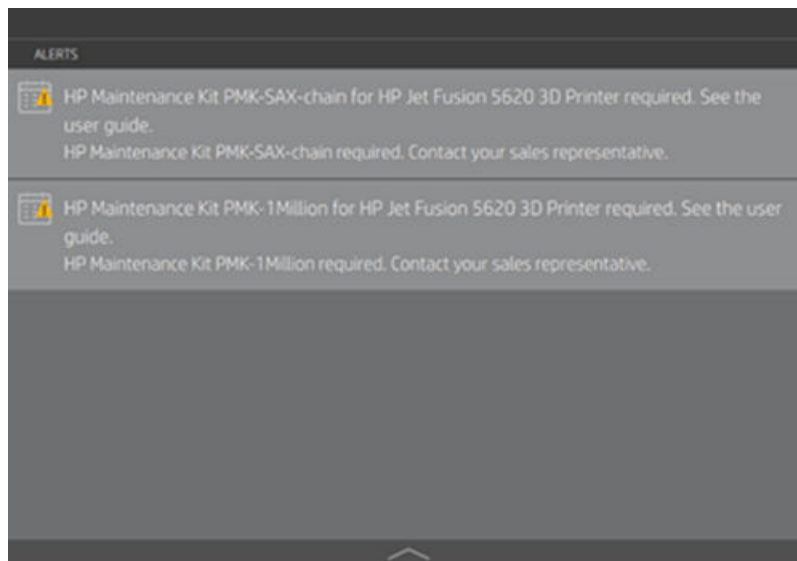 ALERTS
HP Maintenance Kit PMK-SAX-chain for HP Jet Fusion 5620 3D Printer required. See the
user guide.
HP Maintenance Kit PMK-SAX-chain required. Contact your sales representative.
HP Maintenance Kit PMK-1Million for HP Jet Fusion 5620 3D Printer required. See the user
guide.
HP Maintenance Kit PMK-1Million required. Contact your sales representative.